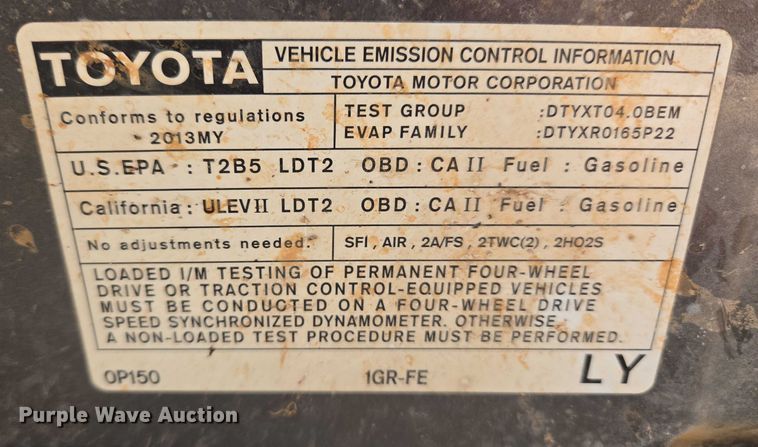 TOYOTA
VEHICLE EMISSION CONTROL INFORMATION
TOYOTA MOTOR CORPORATION
Conforms to regulations
2013MY
TEST GROUP :DTYXT04.0BEM
EVAP FAMILY :DTYXR0165P22
U.S.EPA : T2B5 LDT2 OBD : CA II Fuel : Gasoline
California : ULEV II LDT2 OBD : CA II Fuel : Gasoline
No adjustments needed.
SFI, AIR, 2A/FS, 2TWC(2), 2HO2S
LOADED I/M TESTING OF PERMANENT FOUR-WHEEL
DRIVE OR TRACTION CONTROL-EQUIPPED VEHICLES
MUST BE CONDUCTED ON A FOUR-WHEEL DRIVE
SPEED SYNCHRONIZED DYNAMOMETER. OTHERWISE,
A NON-LOADED TEST PROCEDURE MUST BE PERFORMED.
0P150 1GR-FE LY
Purple Wave Auction